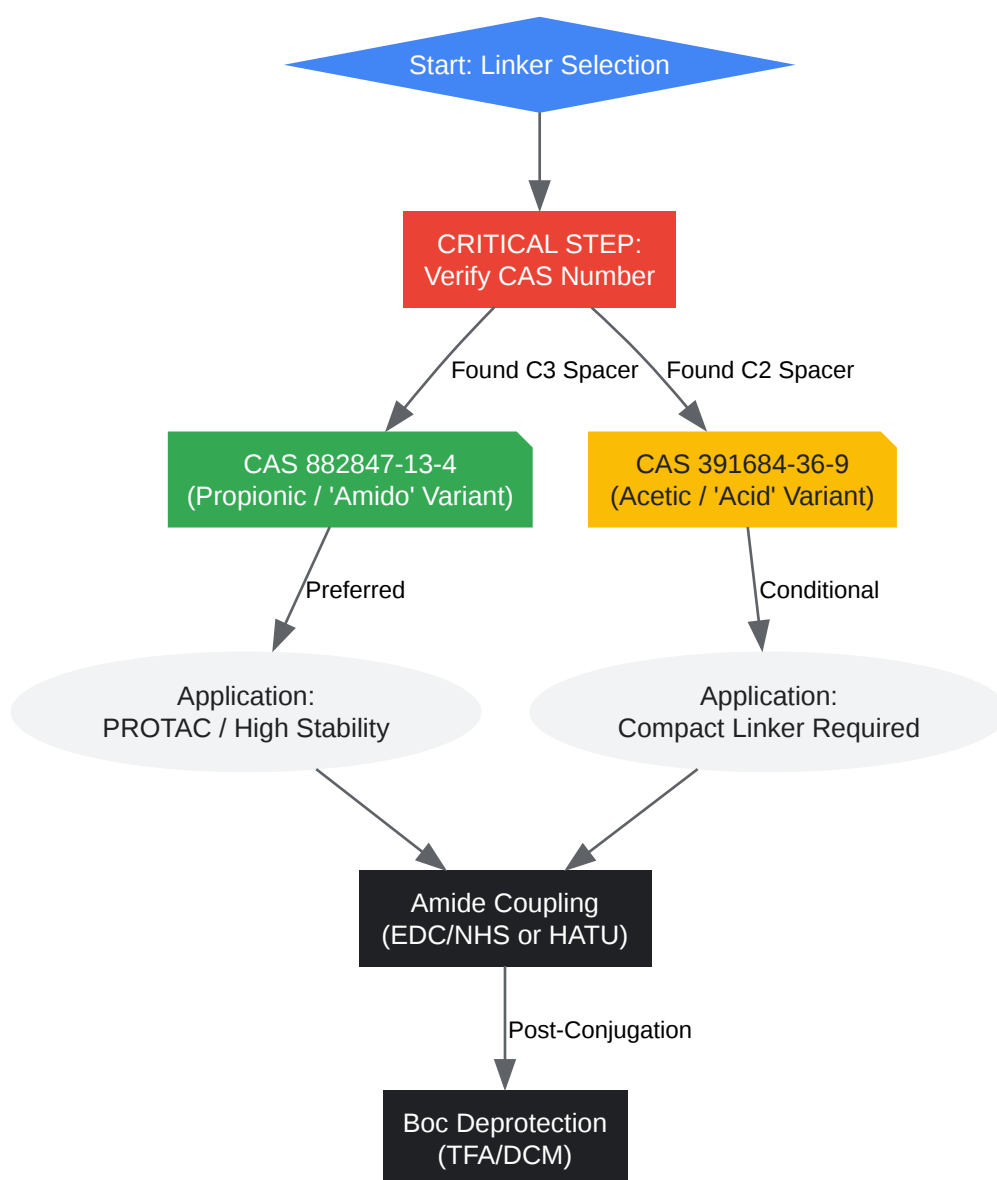 Start: Linker Selection
CRITICAL STEP:
Verify CAS Number
Found C3 Spacer
Found C2 Spacer
CAS 882847-13-4
(Propionic / 'Amido' Variant)
CAS 391684-36-9
(Acetic / 'Acid' Variant)
Preferred
Conditional
Application:
PROTAC / High Stability
Application:
Compact Linker Required
Amide Coupling
(EDC/NHS or HATU)
Post-Conjugation
Boc Deprotection
(TFA/DCM)